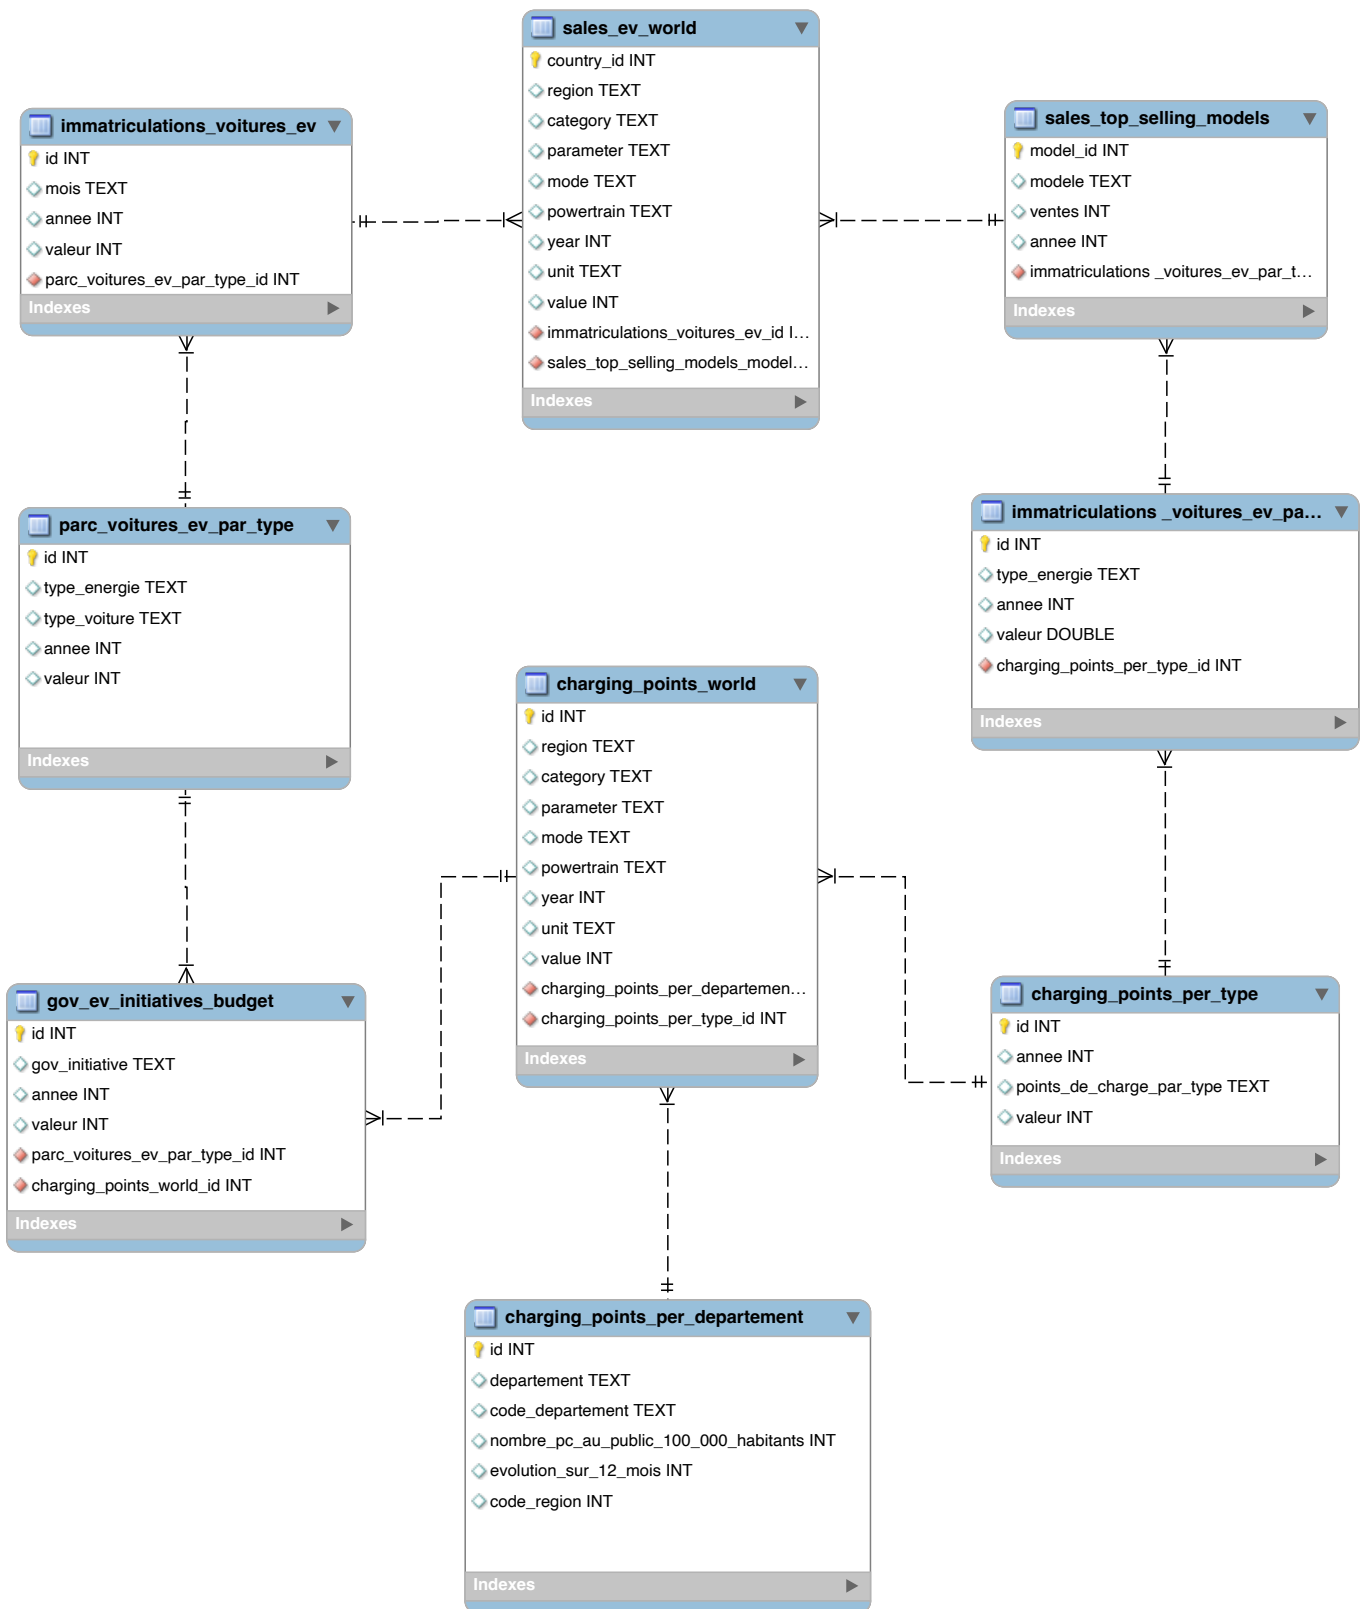 sales_ev_world
country_id INT
region TEXT
category TEXT
parameter TEXT
mode TEXT
powertrain TEXT
year INT
unit TEXT
value INT
immatriculations_voitures_ev_id I...
sales_top_selling_models_model...
Indexes
immatriculations_voitures_ev
id INT
mois TEXT
annee INT
valeur INT
parc_voitures_ev_par_type_id INT
Indexes
sales_top_selling_models
model_id INT
modele TEXT
ventes INT
annee INT
immatriculations _voitures_ev_par_t...
Indexes
parc_voitures_ev_par_type
id INT
type_energie TEXT
type_voiture TEXT
annee INT
valeur INT
Indexes
immatriculations _voitures_ev_pa...
id INT
type_energie TEXT
annee INT
valeur DOUBLE
charging_points_per_type_id INT
Indexes
charging_points_world
id INT
region TEXT
category TEXT
parameter TEXT
mode TEXT
powertrain TEXT
year INT
unit TEXT
value INT
charging_points_per_departemen...
charging_points_per_type_id INT
Indexes
gov_ev_initiatives_budget
id INT
gov_initiative TEXT
annee INT
valeur INT
parc_voitures_ev_par_type_id INT
charging_points_world_id INT
Indexes
charging_points_per_type
id INT
annee INT
points_de_charge_par_type TEXT
valeur INT
Indexes
charging_points_per_departement
id INT
departement TEXT
code_departement TEXT
nombre_pc_au_public_100_000_habitants INT
evolution_sur_12_mois INT
code_region INT
Indexes